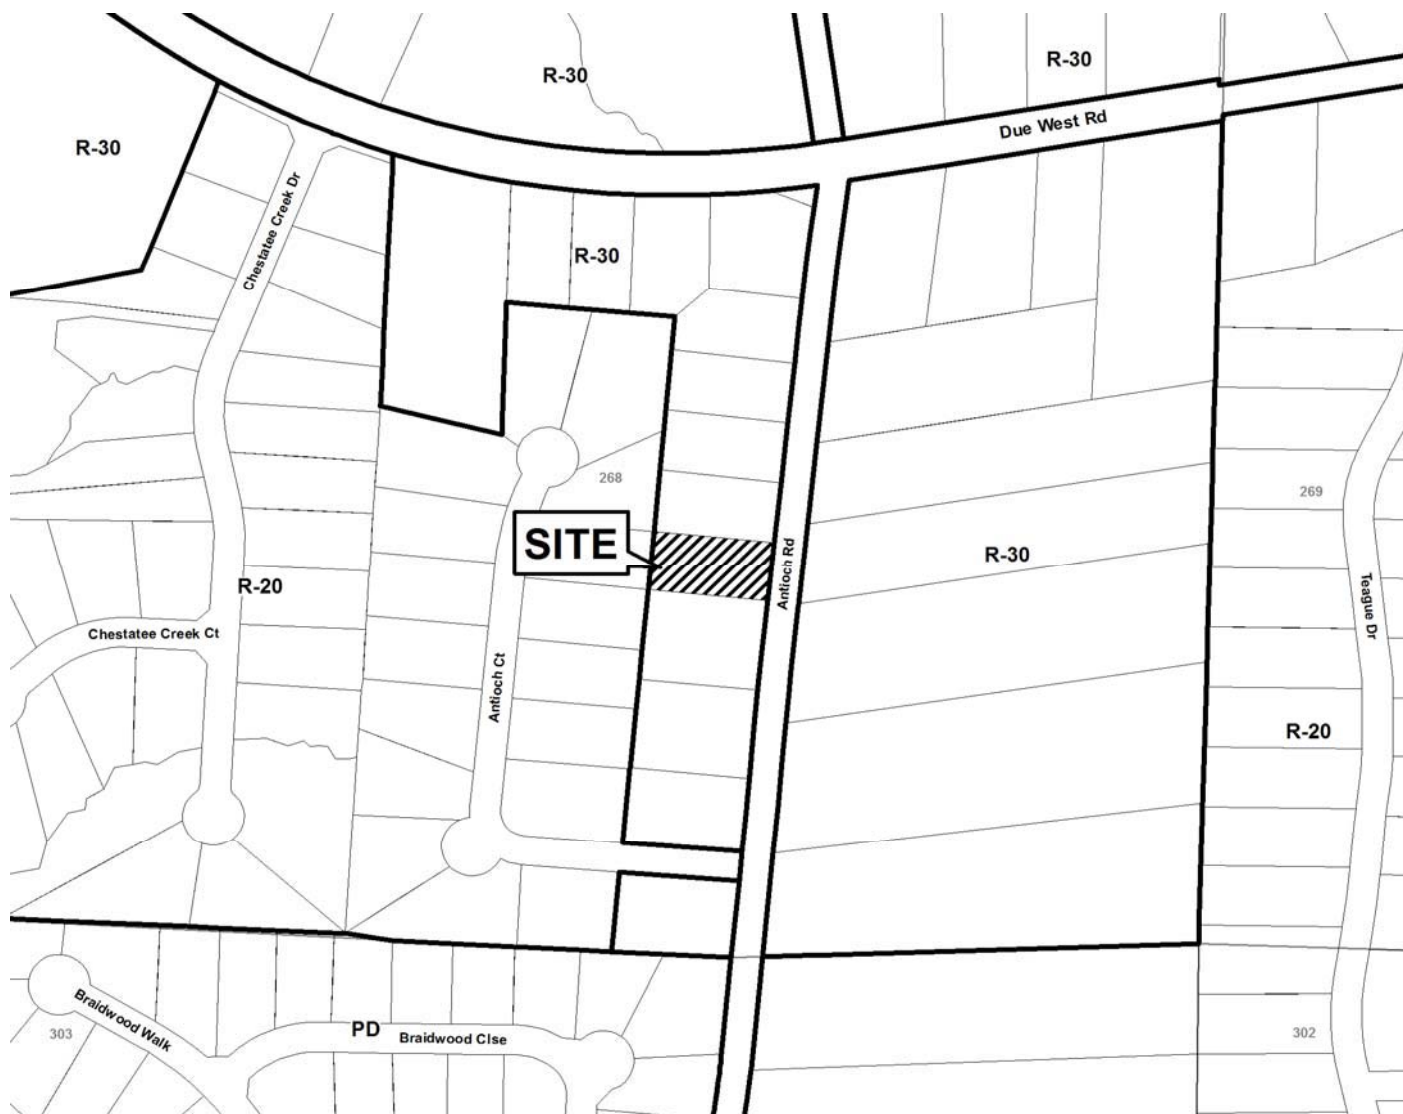 R-30
R-30
Due West Rd
R-30
Chestatee Creek Dr
R-30
268
269
SITE
R-30
Antioch Rd
R-20
Teague Dr
Chestatee Creek Ct
Antioch Ct
R-20
Braidwood Walk
303
PD
Braidwood Clse
302